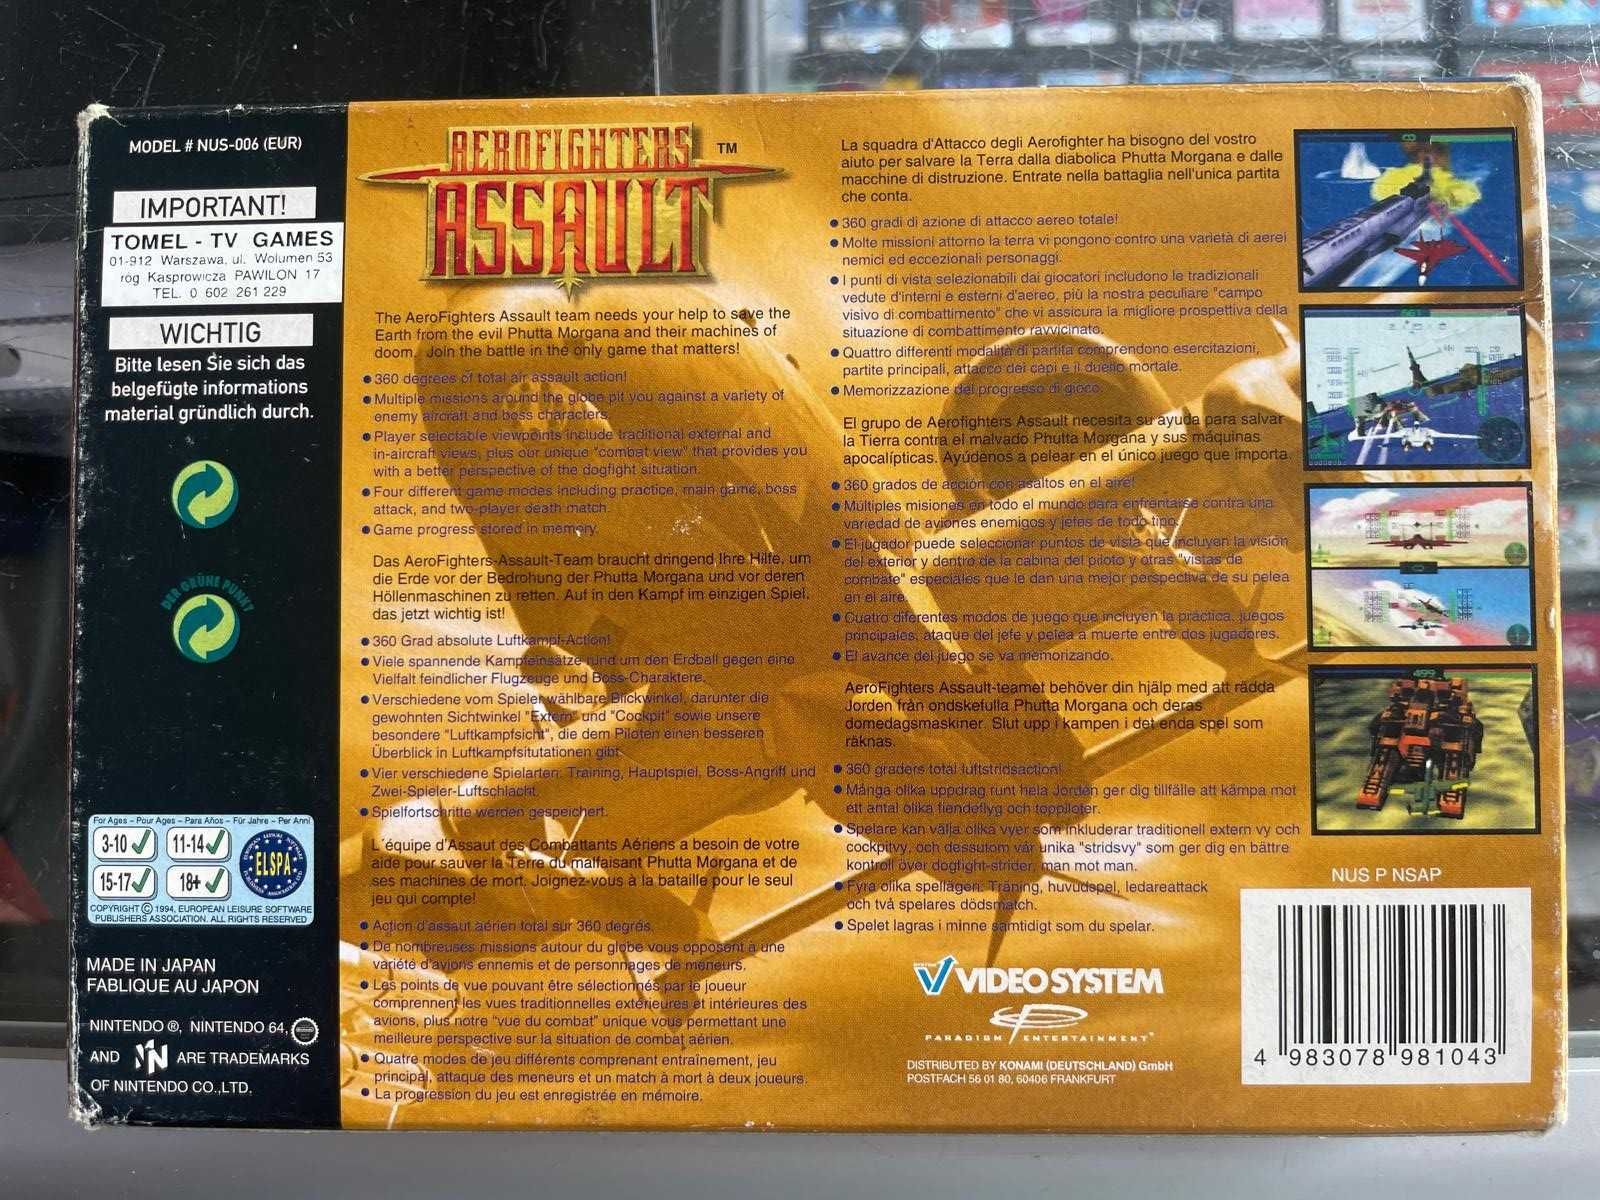 MODEL # NUS-006 (EUR)
IMPORTANT!
TOMEL - TV GAMES
01-912 Warszawa, ul. Wolumen 53
róg Kasprowicza PAWILON 17
TEL. 0 602 261 229
WICHTIG
Bitte lesen Sie sich das
belgefügte informations
material gründlich durch.
DER GRÜNE PUNKT
For Ages – Pour Ages – Para Años – Für Jahre – Per Anni
3-10 11-14
15-17 18+
ELSPA
COPYRIGHT © 1994, EUROPEAN LEISURE SOFTWARE
PUBLISHERS ASSOCIATION. ALL RIGHTS RESERVED
MADE IN JAPAN
FABLIQUE AU JAPON
NINTENDO ®, NINTENDO 64,
AND N ARE TRADEMARKS
OF NINTENDO CO.,LTD.
AEROFIGHTERS
ASSAULT
TM
The AeroFighters Assault team needs your help to save the
Earth from the evil Phutta Morgana and their machines of
doom. Join the battle in the only game that matters!
• 360 degrees of total air assault action!
• Multiple missions around the globe pit you against a variety of
enemy aircraft and boss characters.
• Player selectable viewpoints include traditional external and
in-aircraft views, plus our unique "combat view" that provides you
with a better perspective of the dogfight situation.
• Four different game modes including practice, main game, boss
attack, and two-player death match.
• Game progress stored in memory.
Das AeroFighters-Assault-Team braucht dringend Ihre Hilfe, um
die Erde vor der Bedrohung der Phutta Morgana und vor deren
Höllenmaschinen zu retten. Auf in den Kampf im einzigen Spiel,
das jetzt wichtig ist!
• 360 Grad absolute Luftkampf-Action!
• Viele spannende Kampfeinsätze rund um den Erdball gegen eine
Vielfalt feindlicher Flugzeuge und Boss-Charaktere.
• Verschiedene vom Spieler wählbare Blickwinkel, darunter die
gewohnten Sichtwinkel "Extern" und "Cockpit" sowie unsere
besondere "Luftkampfsicht", die dem Piloten einen besseren
Überblick in Luftkampfsitutationen gibt.
• Vier verschiedene Spielarten: Training, Hauptspiel, Boss-Angriff und
Zwei-Spieler-Luftschlacht.
• Spielfortschritte werden gespeichert.
L´équipe d'Assaut des Combattants Aériens a besoin de votre
aide pour sauver la Terre du malfaisant Phutta Morgana et de
ses machines de mort. Joignez-vous à la bataille pour le seul
jeu qui compte!
• Action d'assaut aérien total sur 360 degrés.
• De nombreuses missions autour du globe vous opposent à une
variété d'avions ennemis et de personnages de meneurs.
• Les points de vue pouvant être sélectionnés par le joueur
comprennent les vues traditionnelles extérieures et intérieures des
avions, plus notre "vue du combat" unique vous permettant une
meilleure perspective sur la situation de combat aérien.
• Quatre modes de jeu différents comprenant entraînement, jeu
principal, attaque des meneurs et un match à mort à deux joueurs.
• La progression du jeu est enregistrée en mémoire.
La squadra d'Attacco degli Aerofighter ha bisogno del vostro
aiuto per salvare la Terra dalla diabolica Phutta Morgana e dalle
macchine di distruzione. Entrate nella battaglia nell'unica partita
che conta.
• 360 gradi di azione di attacco aereo totale!
• Molte missioni attorno la terra vi pongono contro una varietà di aerei
nemici ed eccezionali personaggi.
• I punti di vista selezionabili dai giocatori includono le tradizionali
vedute d'interni e esterni d'aereo, più la nostra peculiare "campo
visivo di combattimento" che vi assicura la migliore prospettiva della
situazione di combattimento ravvicinato.
• Quattro differenti modalità di partita comprendono esercitazioni,
partite principali, attacco dei capi e il duello mortale.
• Memorizzazione del progresso di gioco.
El grupo de Aerofighters Assault necesita su ayuda para salvar
la Tierra contra el malvado Phutta Morgana y sus máquinas
apocalípticas. Ayúdenos a pelear en el único juego que importa.
• 360 grados de acción con asaltos en el aire!
• Múltiples misiones en todo el mundo para enfrentarse contra una
variedad de aviones enemigos y jefes de todo tipo.
• El jugador puede seleccionar puntos de vista que incluyen la visión
del exterior y dentro de la cabina del piloto y otras "vistas de
combate" especiales que le dan una mejor perspectiva de su pelea
en el aire.
• Cuatro diferentes modos de juego que incluyen la práctica, juegos
principales, ataque del jefe y pelea a muerte entre dos jugadores.
• El avance del juego se va memorizando.
AeroFighters Assault-teamet behöver din hjälp med att rädda
Jorden från ondskefulla Phutta Morgana och deras
domedagsmaskiner. Slut upp i kampen i det enda spel som
räknas.
• 360 graders total luftstridsaction!
• Många olika uppdrag runt hela Jorden ger dig tillfälle att kämpa mot
ett antal olika fiendeflyg och toppiloter.
• Spelare kan välja olika vyer som inkluderar traditionell extern vy och
cockpitvy, och dessutom vår unika "stridsvy" som ger dig en bättre
kontroll över dogfight-strider, man mot man.
• Fyra olika spellägen: Träning, huvudspel, ledareattack
och två spelares dödsmatch.
• Spelet lagras i minne samtidigt som du spelar.
VIDEO SYSTEM
PARADIGM ENTERTAINMENT
DISTRIBUTED BY KONAMI (DEUTSCHLAND) GmbH
POSTFACH 56 01 80, 60406 FRANKFURT
NUS P NSAP
4 983078 981043